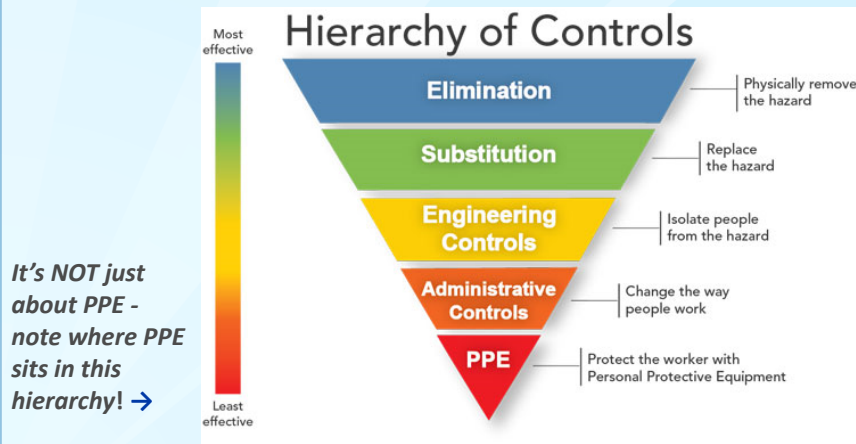 Hierarchy of Controls
Most
effective
Elimination
Physically remove
the hazard
Substitution
Replace
the hazard
Engineering
Controls
Isolate people
from the hazard
Administrative
Controls
Change the way
people work
PPE
Protect the worker with
Personal Protective Equipment
Least
effective
It's NOT just
about PPE -
note where PPE
sits in this
hierarchy! →